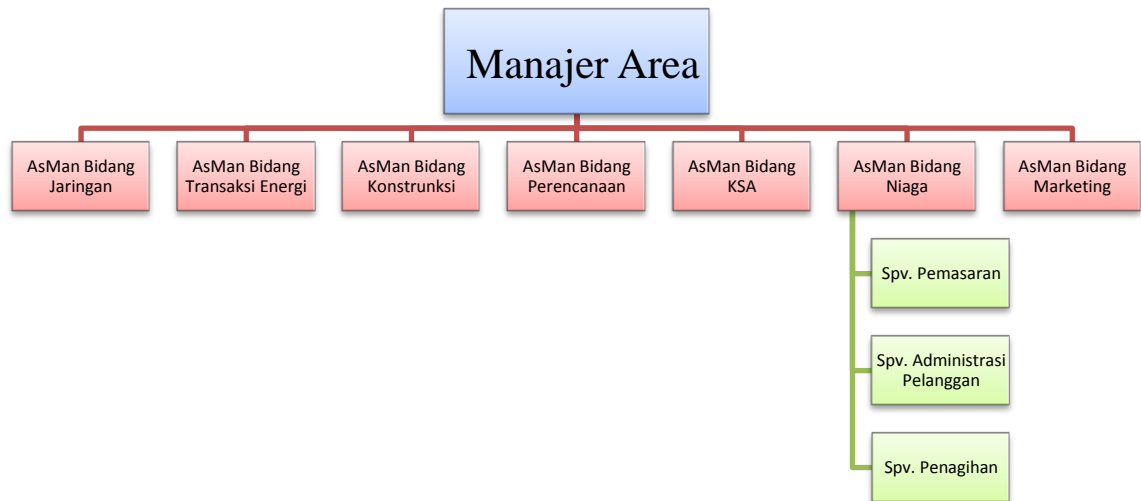 Manajer Area
AsMan Bidang
Jaringan
AsMan Bidang
Transaksi Energi
AsMan Bidang
Konstrunksi
AsMan Bidang
Perencanaan
AsMan Bidang
KSA
AsMan Bidang
Niaga
AsMan Bidang
Marketing
Spv. Pemasaran
Spv. Administrasi
Pelanggan
Spv. Penagihan